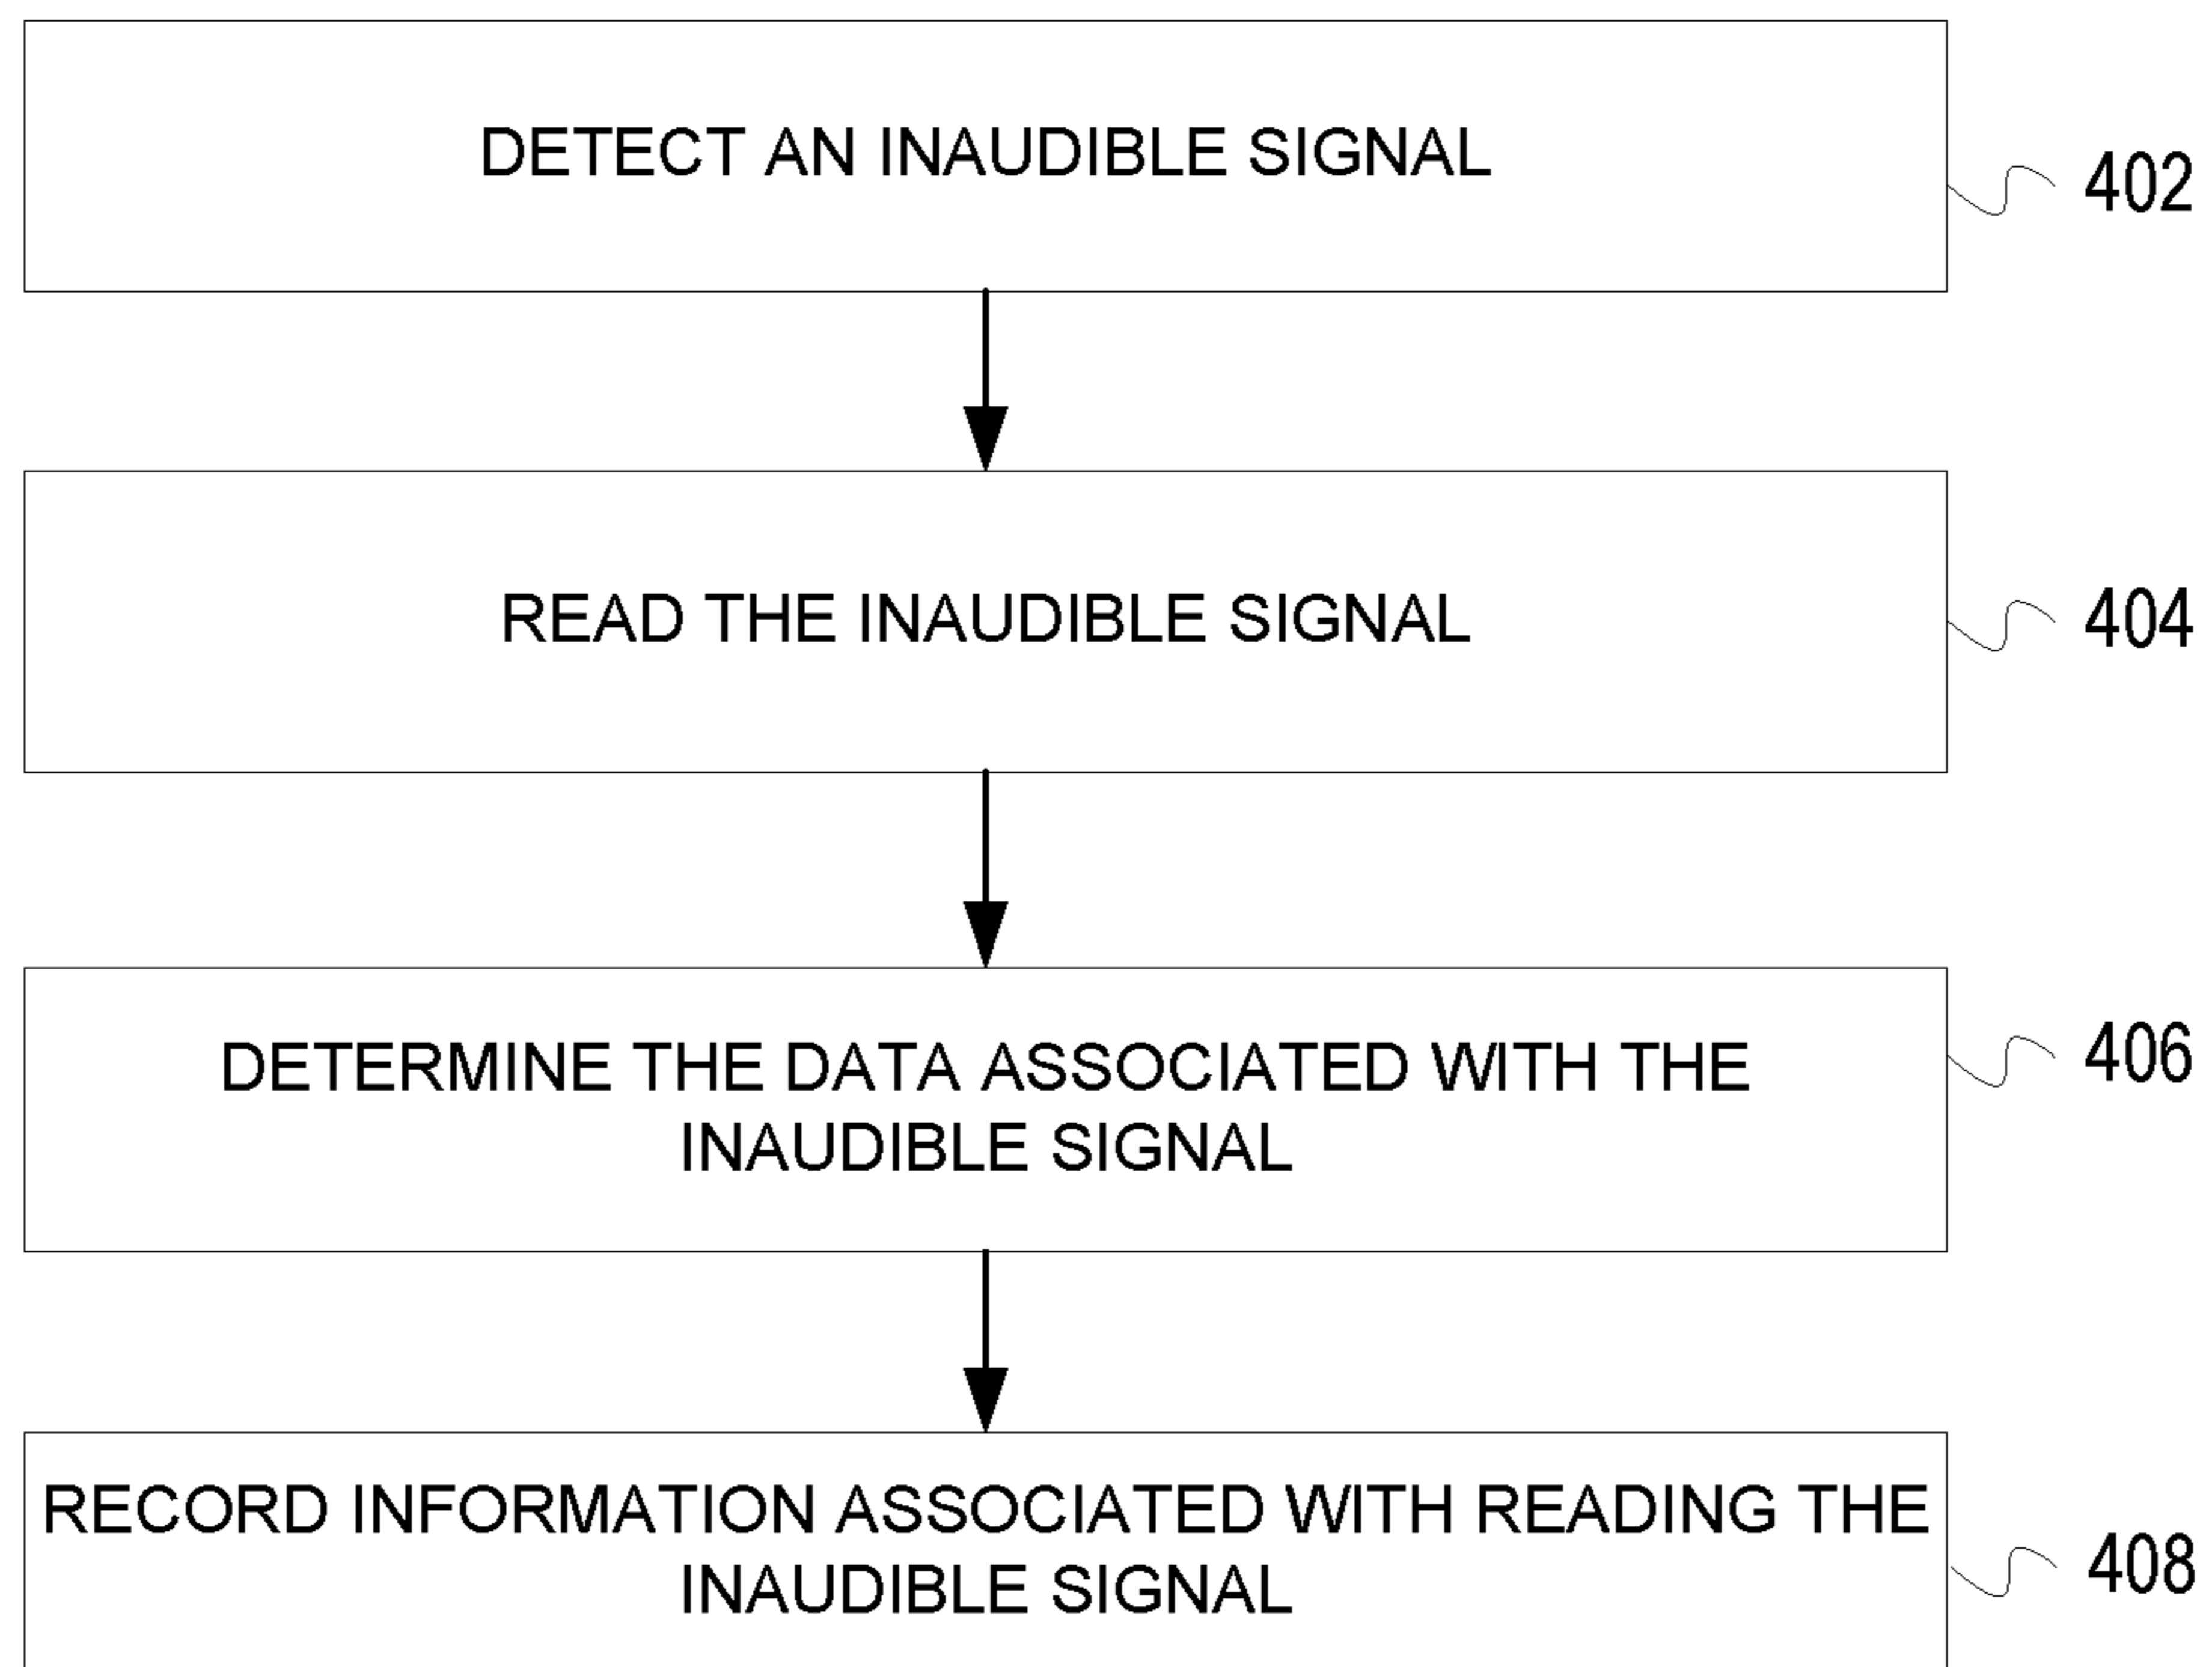 DETECT AN INAUDIBLE SIGNAL
402
READ THE INAUDIBLE SIGNAL
404
DETERMINE THE DATA ASSOCIATED WITH THE
INAUDIBLE SIGNAL
406
RECORD INFORMATION ASSOCIATED WITH READING THE
INAUDIBLE SIGNAL
408